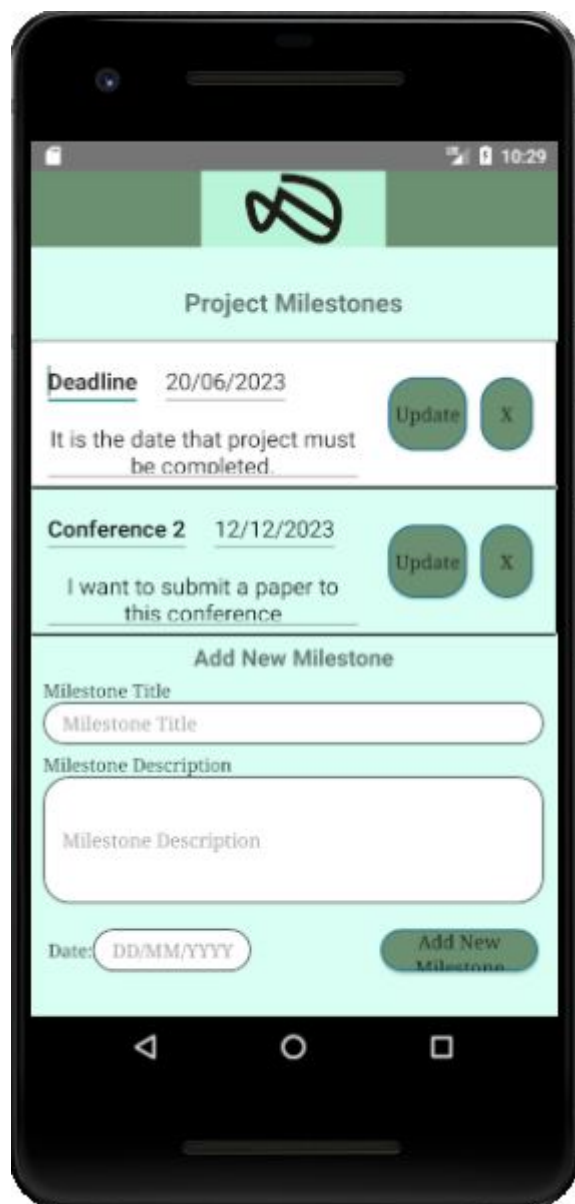 10:29
Project Milestones
Deadline 20/06/2023
Update X
It is the date that project must
be completed.
Conference 2 12/12/2023
Update X
I want to submit a paper to
this conference
Add New Milestone
Milestone Title
Milestone Title
Milestone Description
Milestone Description
Date: DD/MM/YYYY
Add New
Milestone